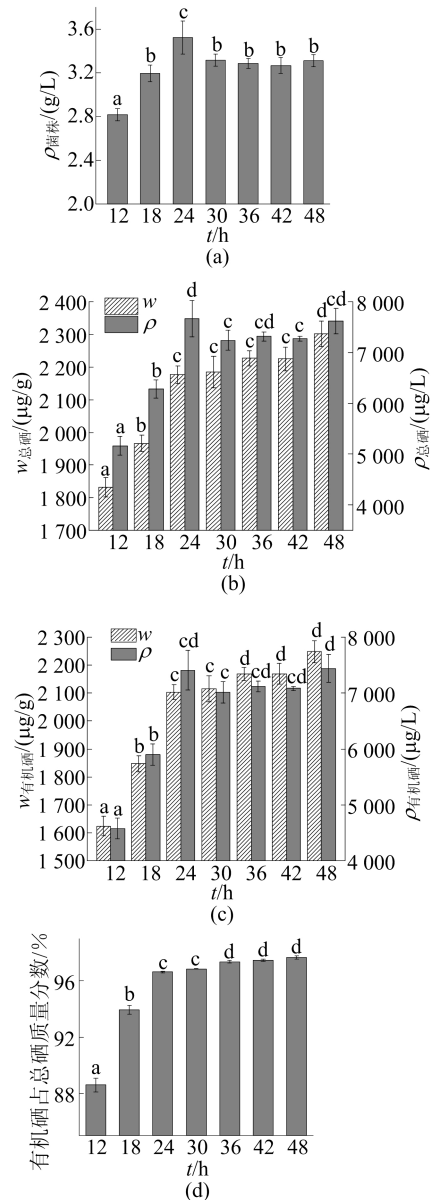 ρ菌株/(g/L)
3.6
3.2
2.8
2.4
2.0
a b c b b b b
12 18 24 30 36 42 48
t/h
(a)
w ρ
w总硒/(μg/g)
2 400
2 300
2 200
2 100
2 000
1 900
1 800
1 700
a a b b c d c c c cd c c d cd
8 000
7 000
6 000
5 000
4 000
ρ总硒/(μg/L)
12 18 24 30 36 42 48
t/h
(b)
w ρ
w有机硒/(μg/g)
2 300
2 200
2 100
2 000
1 900
1 800
1 700
1 600
1 500
a a b b c cd c c d cd d cd d d
8 000
7 000
6 000
5 000
4 000
ρ有机硒/(μg/L)
12 18 24 30 36 42 48
t/h
(c)
有机硒占总硒质量分数/%
96
92
88
a b c c d d d
12 18 24 30 36 42 48
t/h
(d)